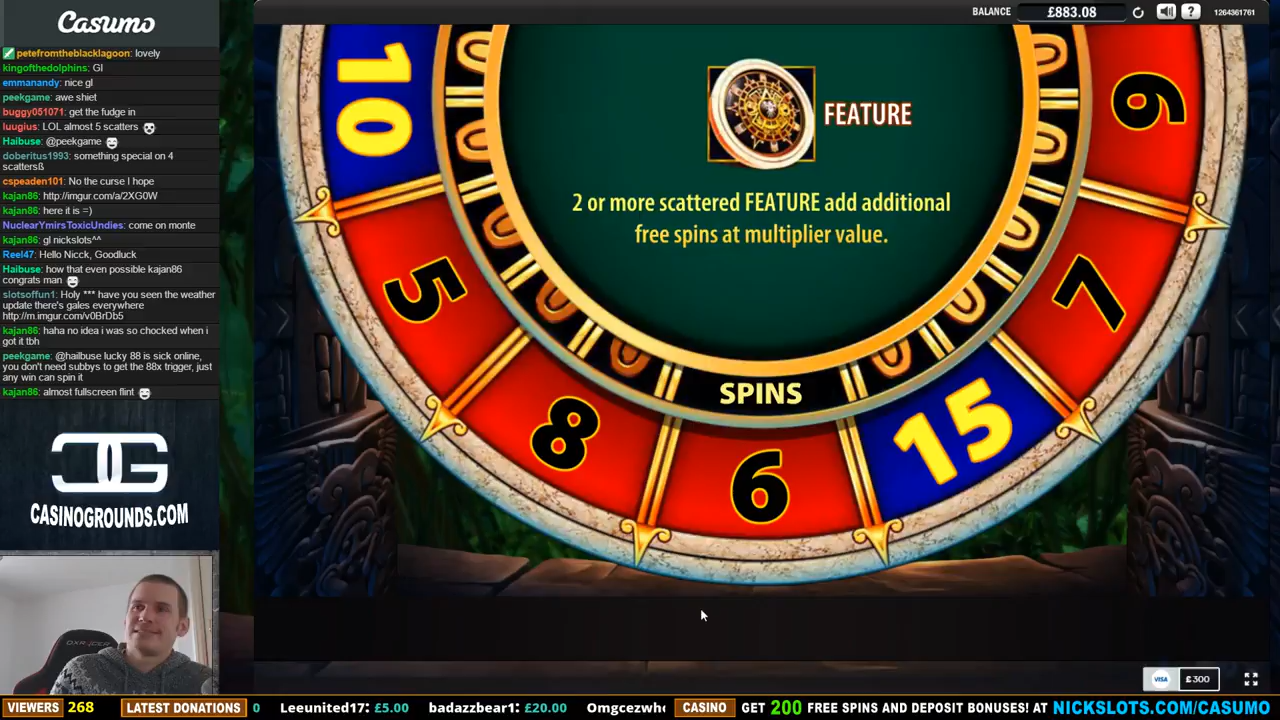 Casumo
petefromtheblacklagoon: lovely
kingofthedolphins: Gl
emmanandy: nice gl
peekgame: awe shiet
buggy051071: get the fudge in
luugius: LOL almost 5 scatters
Haibuse: @peekgame
doberitus1993: something special on 4
scattersß
cspeaden101: No the curse I hope
kajan86: http://imgur.com/a/2XG0W
kajan86: here it is =)
NuclearYmirsToxicUndies: come on monte
kajan86: gl nickslots^^
Reel47: Hello Nicck, Goodluck
Haibuse: how that even possible kajan86
congrats man
slotsoffun1: Holy *** have you seen the weather
update there's gales everywhere
http://m.imgur.com/v0BrDb5
kajan86: haha no idea i was so chocked when i
got it tbh
peekgame: @hailbuse lucky 88 is sick online,
you don't need subbys to get the 88x trigger, just
any win can spin it
kajan86: almost fullscreen flint
CG
CASINOGROUNDS.COM
BALANCE £883.08 ? 1264361761
FEATURE
2 or more scattered FEATURE add additional
free spins at multiplier value.
SPINS
10
5
8
6
15
7
9
DXRACER
VISA £300
VIEWERS 268 LATEST DONATIONS 0 Leeunited17: £5.00 badazzbear1: £20.00 Omgcezwh CASINO GET 200 FREE SPINS AND DEPOSIT BONUSES! AT NICKSLOTS.COM/CASUMO